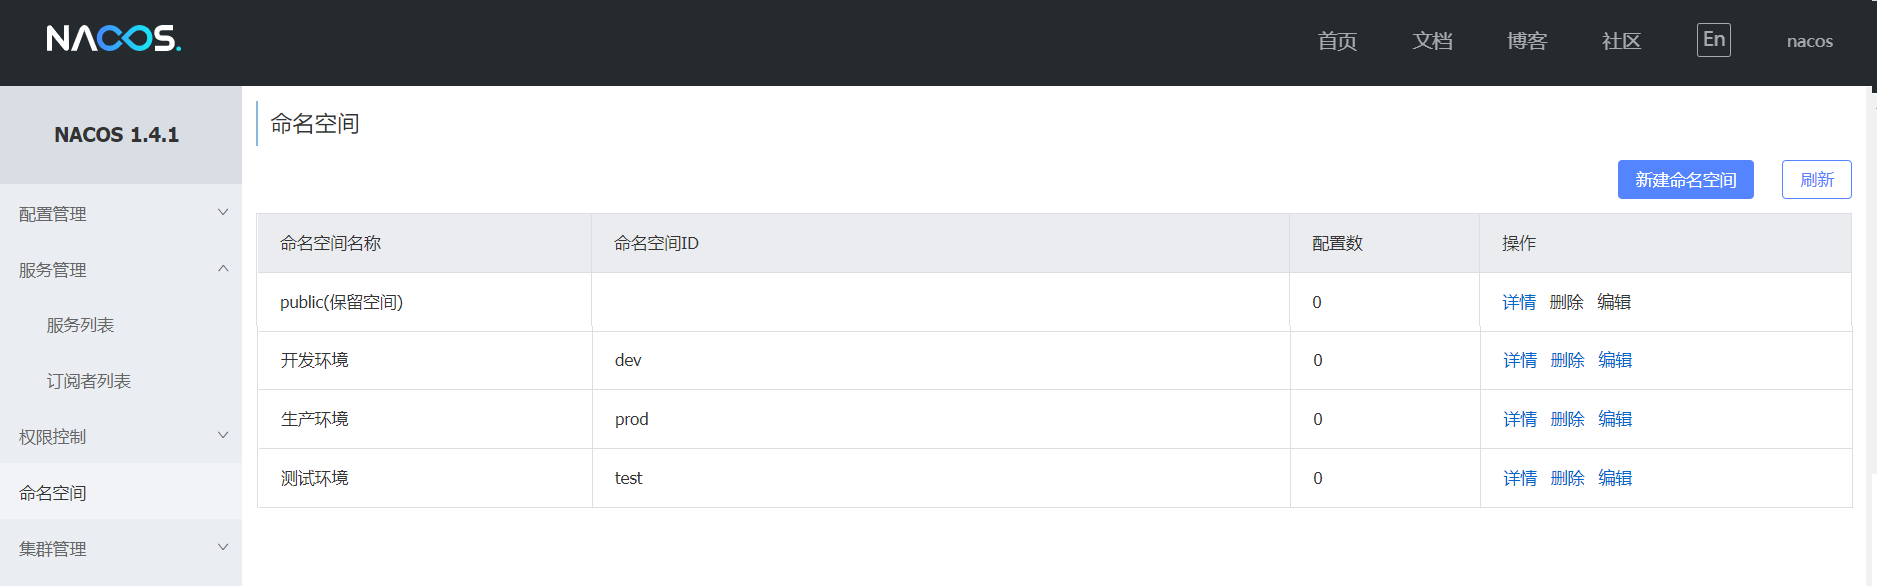 NACOS.
首页 文档 博客 社区 En nacos
NACOS 1.4.1
配置管理
服务管理
服务列表
订阅者列表
权限控制
命名空间
集群管理
命名空间
新建命名空间 刷新
命名空间名称 命名空间ID 配置数 操作
public(保留空间) 0 详情 删除 编辑
开发环境 dev 0 详情 删除 编辑
生产环境 prod 0 详情 删除 编辑
测试环境 test 0 详情 删除 编辑